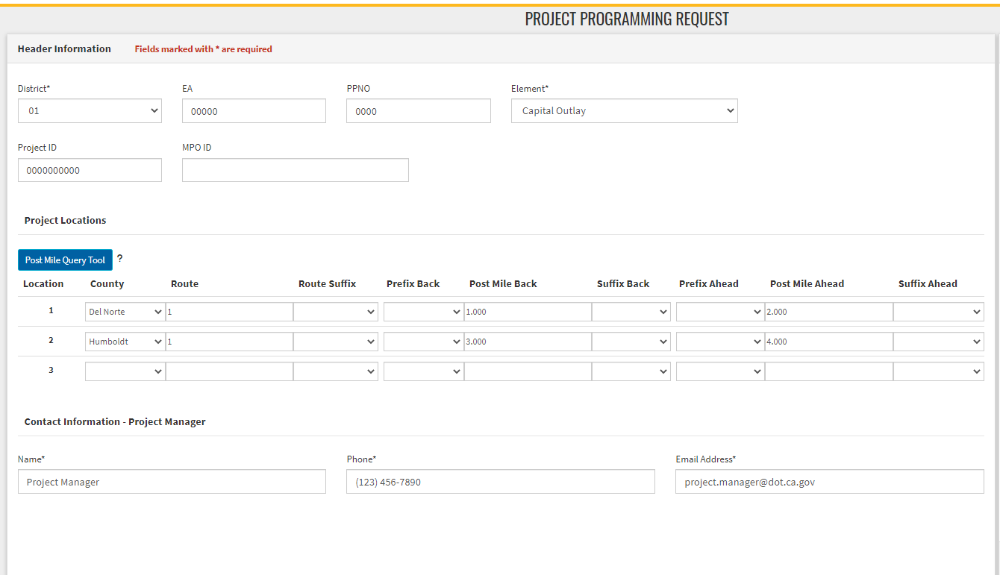 PROJECT PROGRAMMING REQUEST
Header Information Fields marked with * are required
District* EA PPNO Element*
01 00000 0000 Capital Outlay
Project ID MPO ID
0000000000
Project Locations
Post Mile Query Tool ?
Location County Route Route Suffix Prefix Back Post Mile Back Suffix Back Prefix Ahead Post Mile Ahead Suffix Ahead
1 Del Norte 1 1.000 2.000
2 Humboldt 1 3.000 4.000
3
Contact Information - Project Manager
Name* Phone* Email Address*
Project Manager (123) 456-7890 project.manager@dot.ca.gov